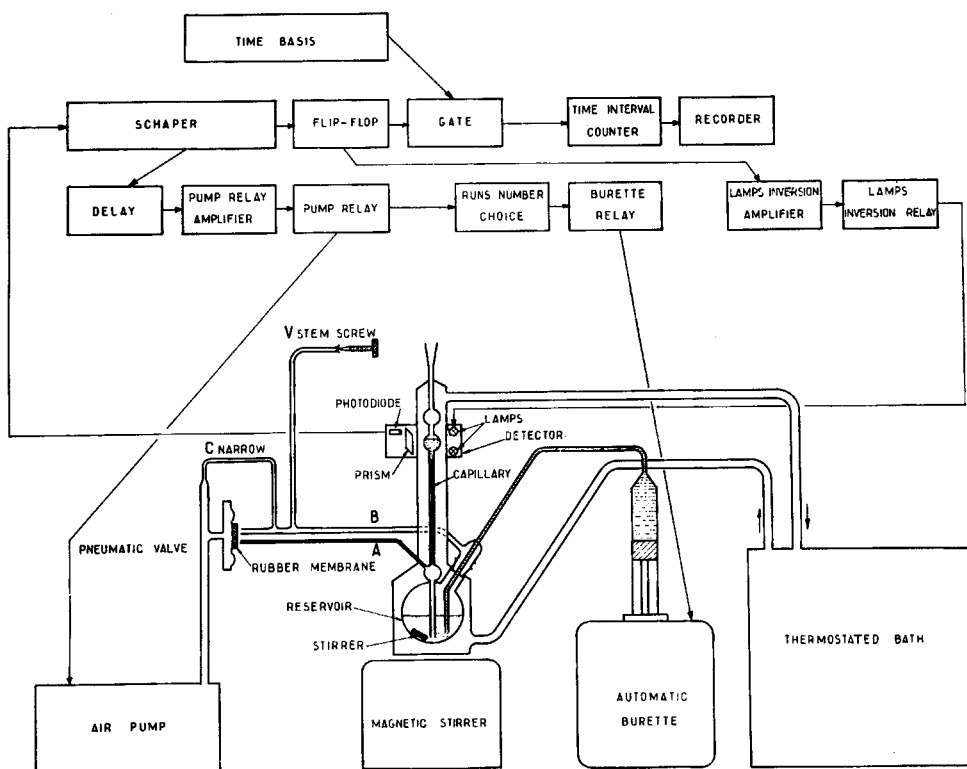 TIME BASIS
SCHAPER
FLIP-FLOP
GATE
TIME INTERVAL
COUNTER
RECORDER
DELAY
PUMP RELAY
AMPLIFIER
PUMP RELAY
RUNS NUMBER
CHOICE
BURETTE
RELAY
LAMPS INVERSION
AMPLIFIER
LAMPS
INVERSION RELAY
V STEM SCREW
PHOTODIODE
LAMPS
DETECTOR
C NARROW
PRISM
CAPILLARY
B
PNEUMATIC VALVE
A
RUBBER MEMBRANE
RESERVOIR
STIRRER
THERMOSTATED BATH
AIR PUMP
MAGNETIC STIRRER
AUTOMATIC
BURETTE